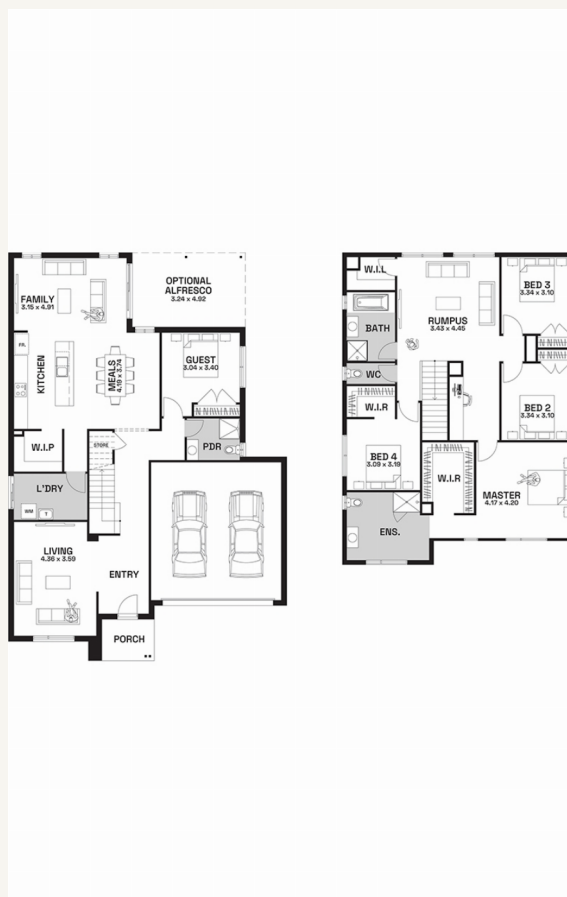 FAMILY
3.15 x 4.91
OPTIONAL
ALFRESCO
3.24 x 4.92
FR.
KITCHEN
MEALS
4.19 x 3.74
GUEST
3.04 x 3.40
W.I.P
STORE
PDR
L'DRY
WM
T
LIVING
4.36 x 3.59
ENTRY
PORCH
W.I.L
BED 3
3.34 x 3.10
RUMPUS
3.43 x 4.45
BATH
WC
W.I.R
BED 2
3.34 x 3.10
BED 4
3.09 x 3.19
W.I.R
MASTER
4.17 x 4.20
ENS.